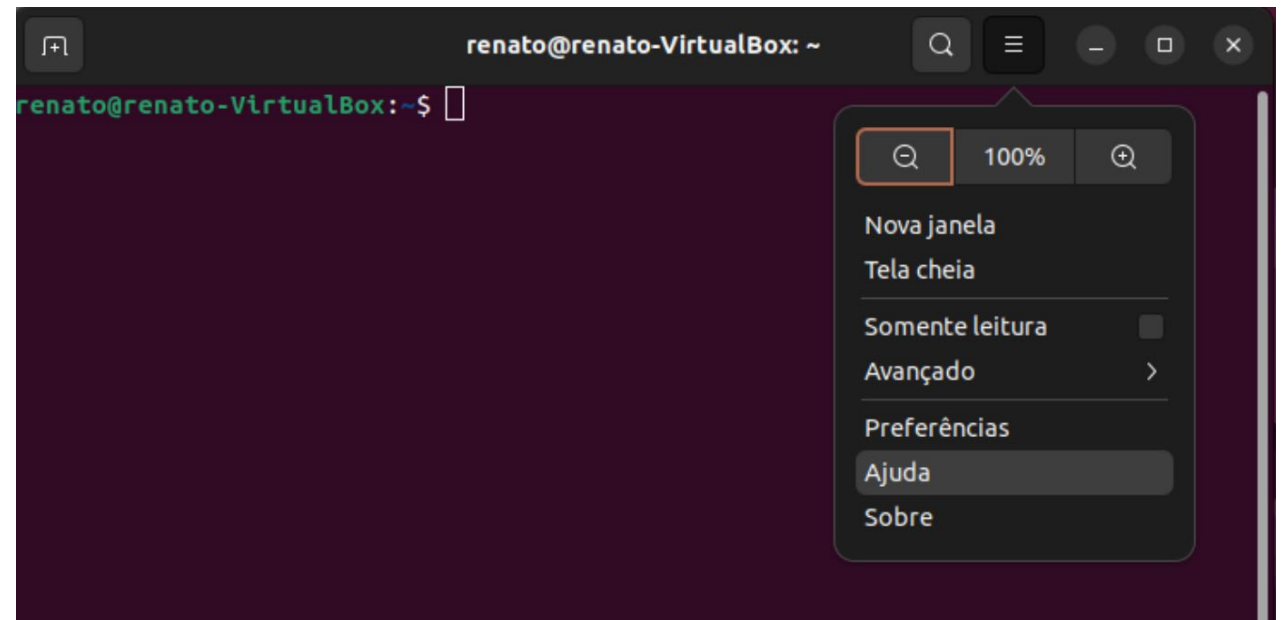 renato@renato-VirtualBox: ~
renato@renato-VirtualBox:~$
100%
Nova janela
Tela cheia
Somente leitura
Avançado
Preferências
Ajuda
Sobre